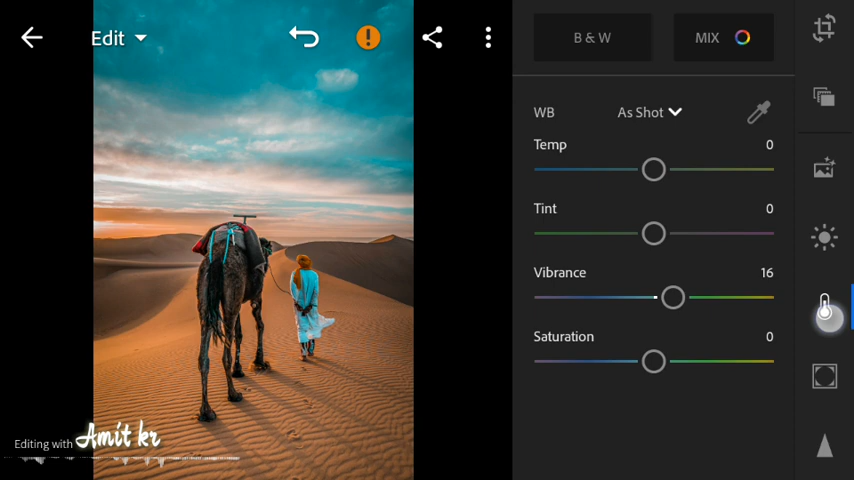 Edit
B & W
MIX
WB
As Shot
Temp
0
Tint
0
Vibrance
16
Saturation
0
Editing with Amit kr